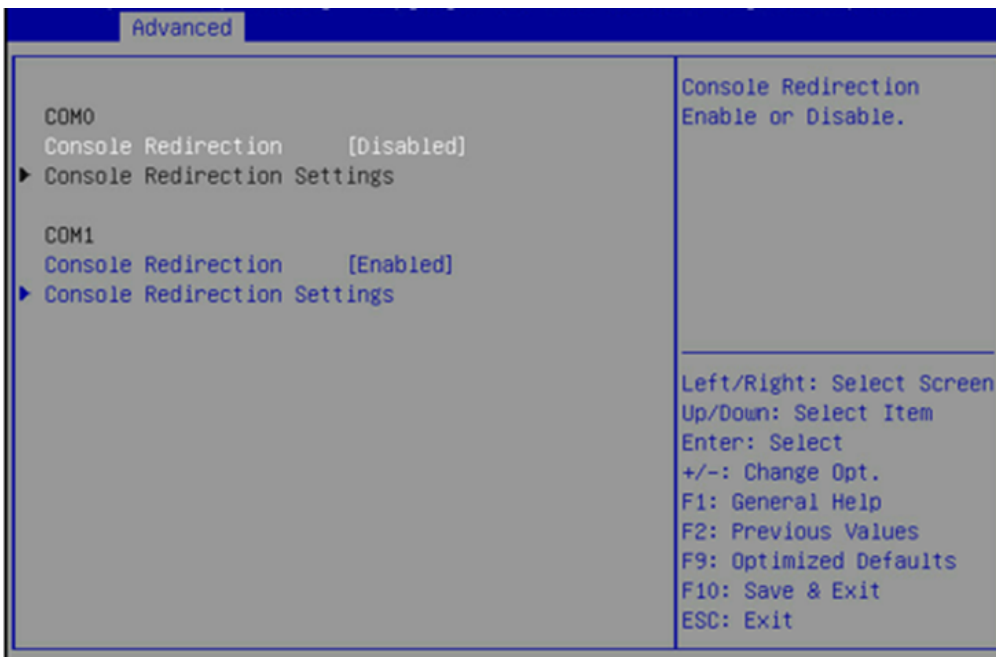 Advanced
COM0
Console Redirection [Disabled]
Console Redirection Settings
COM1
Console Redirection [Enabled]
Console Redirection Settings
Console Redirection
Enable or Disable.
Left/Right: Select Screen
Up/Down: Select Item
Enter: Select
+/-: Change Opt.
F1: General Help
F2: Previous Values
F9: Optimized Defaults
F10: Save & Exit
ESC: Exit